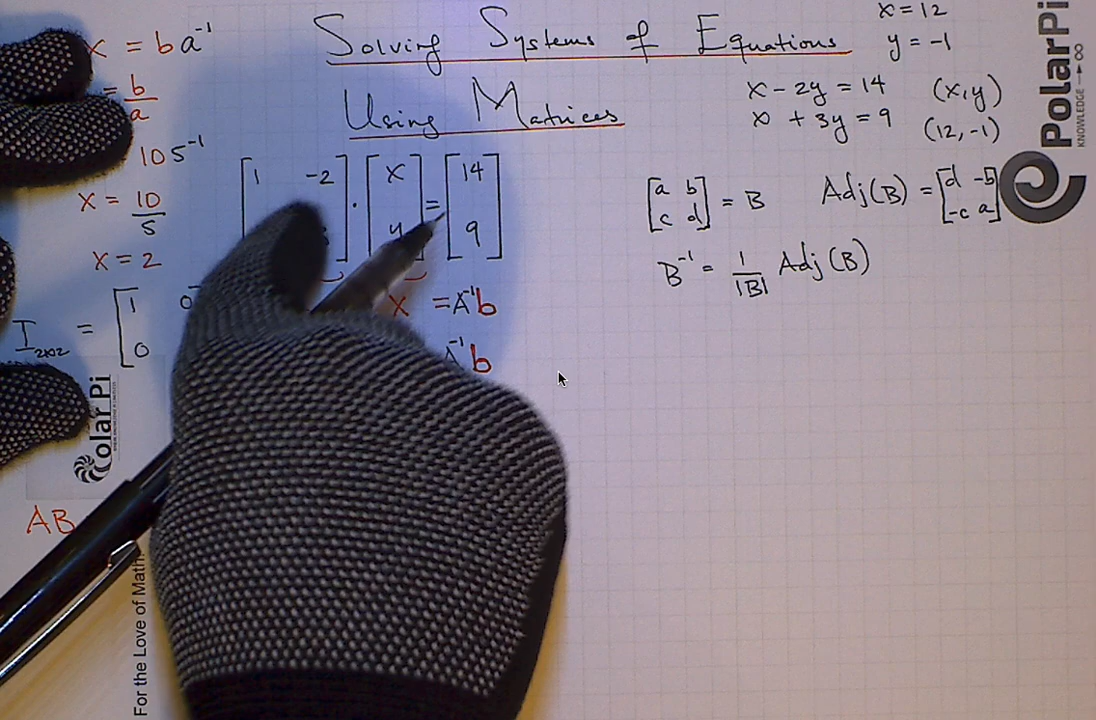 Solving Systems of Equations
Using Matrices
x = 12
y = -1
x - 2y = 14 (x,y)
x + 3y = 9 (12,-1)
x = ba⁻¹
= b/a
10 5⁻¹
x = 10/5
x = 2
[1 -2] · [x] = [14]
[y] [9]
x = A⁻¹b
A⁻¹b
I₂ₓ₂ = [1 0
0
AB
[a b] = B Adj(B) = [d -b]
[c d] [-c a]
B⁻¹ = 1/|B| Adj(B)
PolarPi
KNOWLEDGE → ∞
olar Pi
For the Love of Math